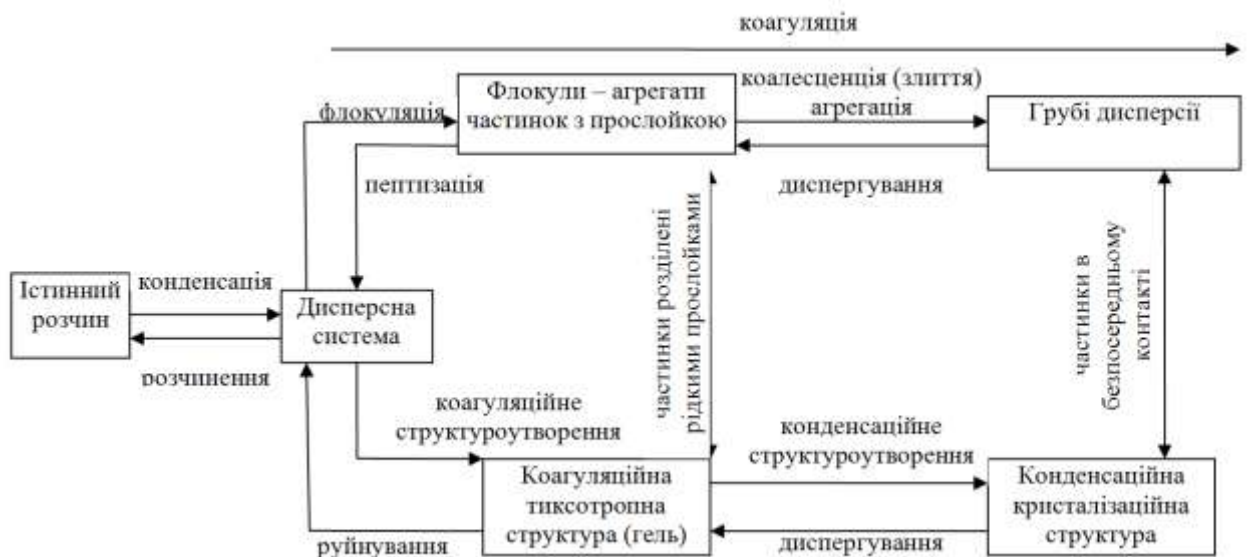 коагуляція
флокуляція
Флокули – агрегати
частинок з прослойкою
коалесценція (злиття)
агрегація
Грубі дисперсії
пептизація
диспергування
частинки розділені
рідкими прослойками
частинки в
безпосередньому
контакті
Істинний
розчин
конденсація
розчинення
Дисперсна
система
коагуляційне
структуроутворення
конденсаційне
структуроутворення
Коагуляційна
тиксотропна
структура (гель)
Конденсаційна
кристалізаційна
структура
руйнування
диспергування